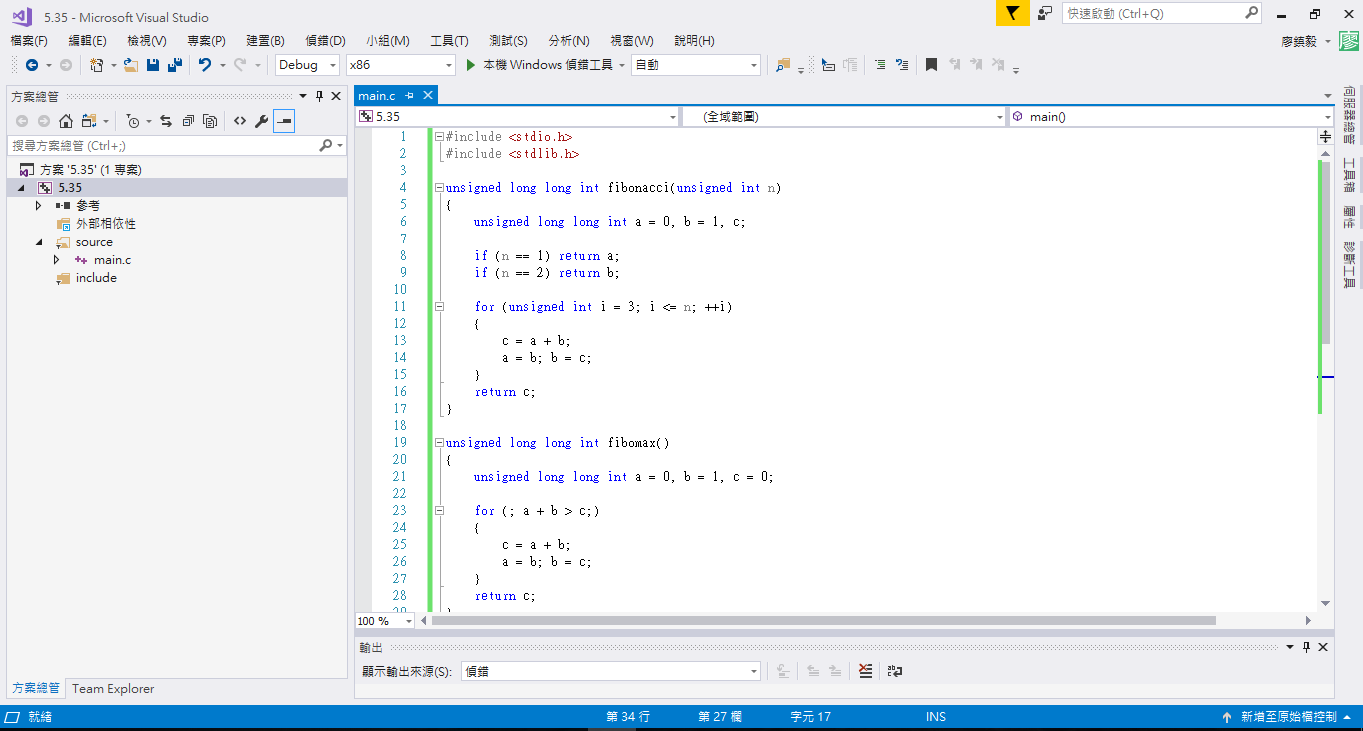 5.35 - Microsoft Visual Studio
快速啟動 (Ctrl+Q)
檔案(F) 編輯(E) 檢視(V) 專案(P) 建置(B) 偵錯(D) 小組(M) 工具(T) 測試(S) 分析(N) 視窗(W) 說明(H)
廖鎮毅 廖
Debug x86 本機 Windows 偵錯工具 自動
方案總管
搜尋方案總管 (Ctrl+;)
方案 '5.35' (1 專案)
5.35
參考
外部相依性
source
main.c
include
方案總管 Team Explorer
main.c
5.35 (全域範圍) main()
1 #include <stdio.h>
2 #include <stdlib.h>
3
4 unsigned long long int fibonacci(unsigned int n)
5 {
6 unsigned long long int a = 0, b = 1, c;
7
8 if (n == 1) return a;
9 if (n == 2) return b;
10
11 for (unsigned int i = 3; i <= n; ++i)
12 {
13 c = a + b;
14 a = b; b = c;
15 }
16 return c;
17 }
18
19 unsigned long long int fibomax()
20 {
21 unsigned long long int a = 0, b = 1, c = 0;
22
23 for (; a + b > c;)
24 {
25 c = a + b;
26 a = b; b = c;
27 }
28 return c;
29 }
100 %
輸出
顯示輸出來源(S): 偵錯
伺服器總管
工具箱
屬性
診斷工具
就緒 第 34 行 第 27 欄 字元 17 INS 新增至原始檔控制